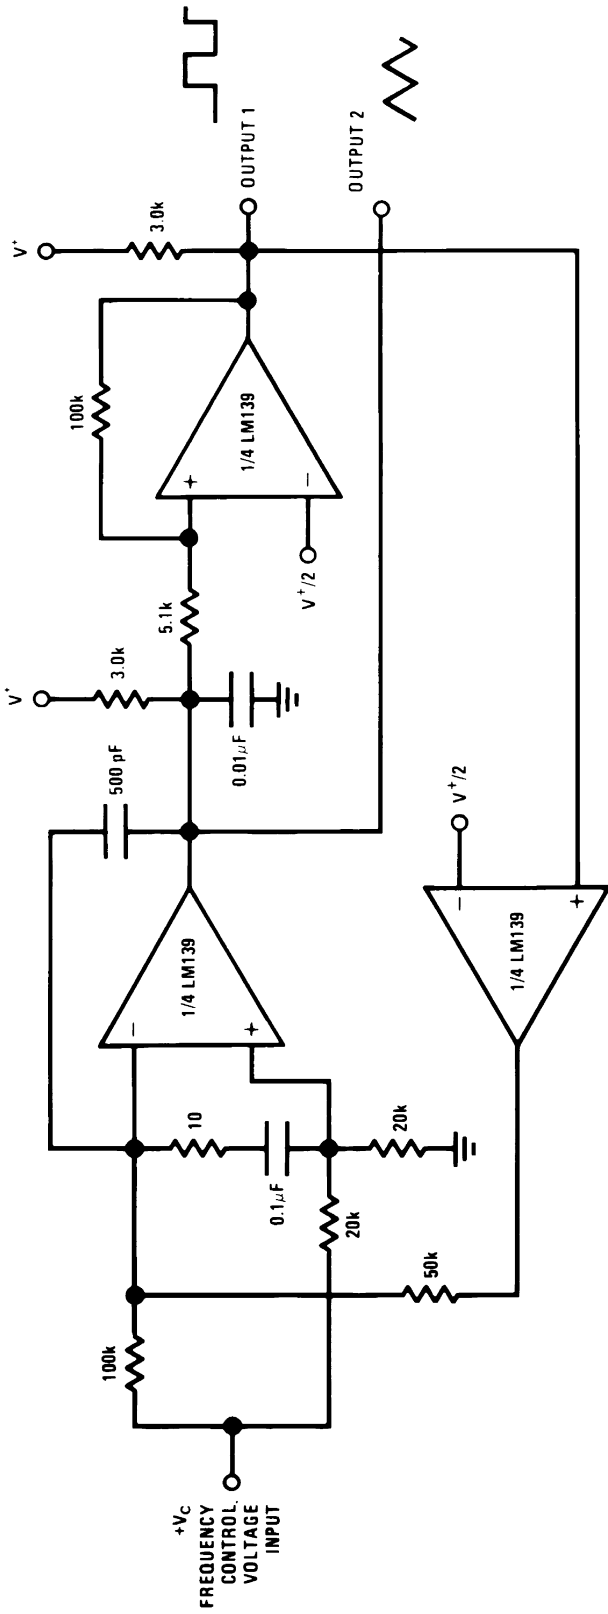 +VC
FREQUENCY
CONTROL.
VOLTAGE
INPUT
100k
50k
20k
10
0.1μF
20k
−
+
1/4 LM139
500 pF
V+
3.0k
0.01μF
5.1k
100k
+
−
1/4 LM139
V+/2
V+
3.0k
OUTPUT 1
OUTPUT 2
V+/2
−
+
1/4 LM139